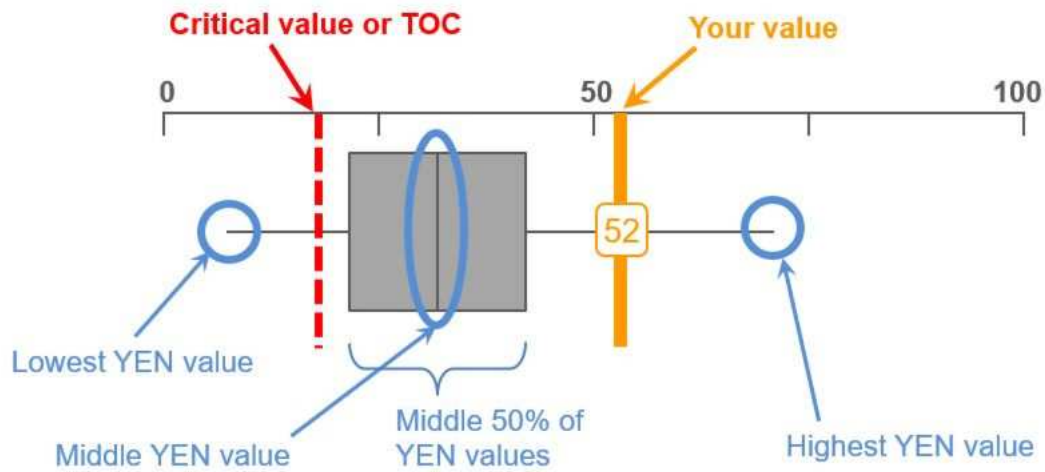 Critical value or TOC
Your value
0
50
100
52
Lowest YEN value
Middle YEN value
Middle 50% of
YEN values
Highest YEN value